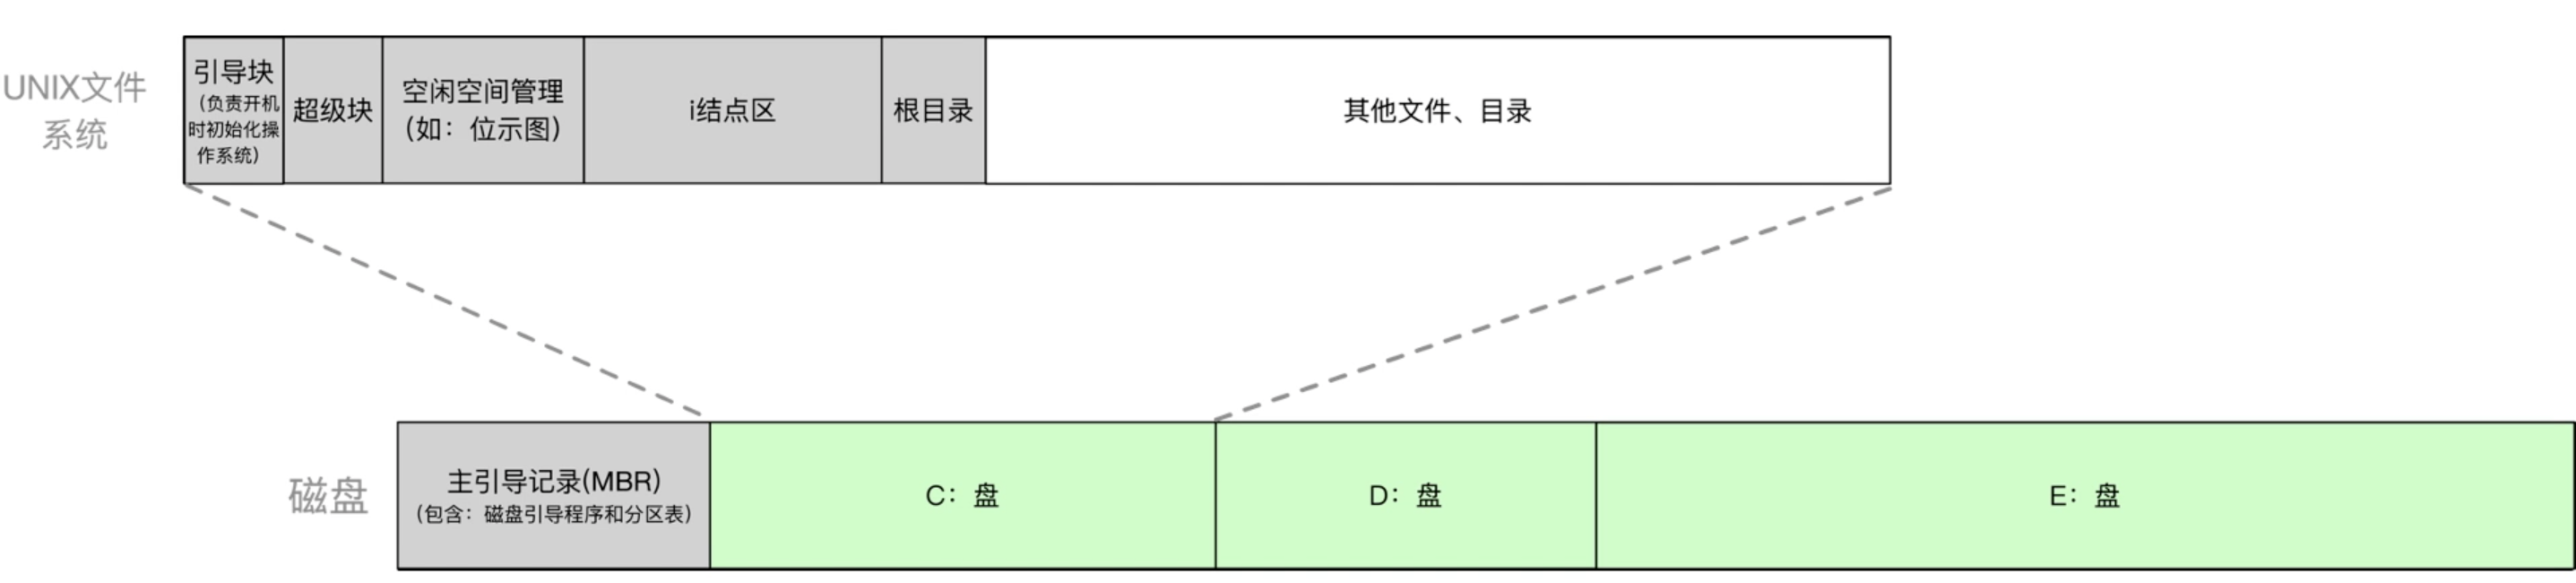 UNIX文件
系统
引导块
（负责开机
时初始化操
作系统）
超级块
空闲空间管理
（如：位示图）
i结点区
根目录
其他文件、目录
磁盘
主引导记录(MBR)
（包含：磁盘引导程序和分区表）
C：盘
D：盘
E：盘